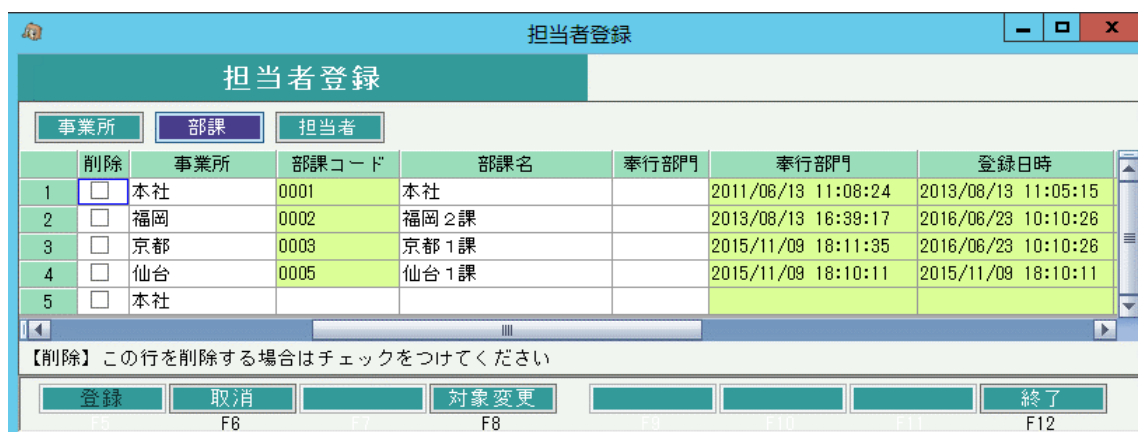 担当者登録
担当者登録
事業所 部課 担当者
削除 事業所 部課コード 部課名 奉行部門 奉行部門 登録日時
1 本社 0001 本社 2011/06/13 11:08:24 2013/08/13 11:05:15
2 福岡 0002 福岡2課 2013/08/13 16:39:17 2016/06/23 10:10:26
3 京都 0003 京都1課 2015/11/09 18:11:35 2016/06/23 10:10:26
4 仙台 0005 仙台1課 2015/11/09 18:10:11 2015/11/09 18:10:11
5 本社
【削除】この行を削除する場合はチェックをつけてください
登録 取消 対象変更 終了
F5 F6 F7 F8 F9 F10 F11 F12